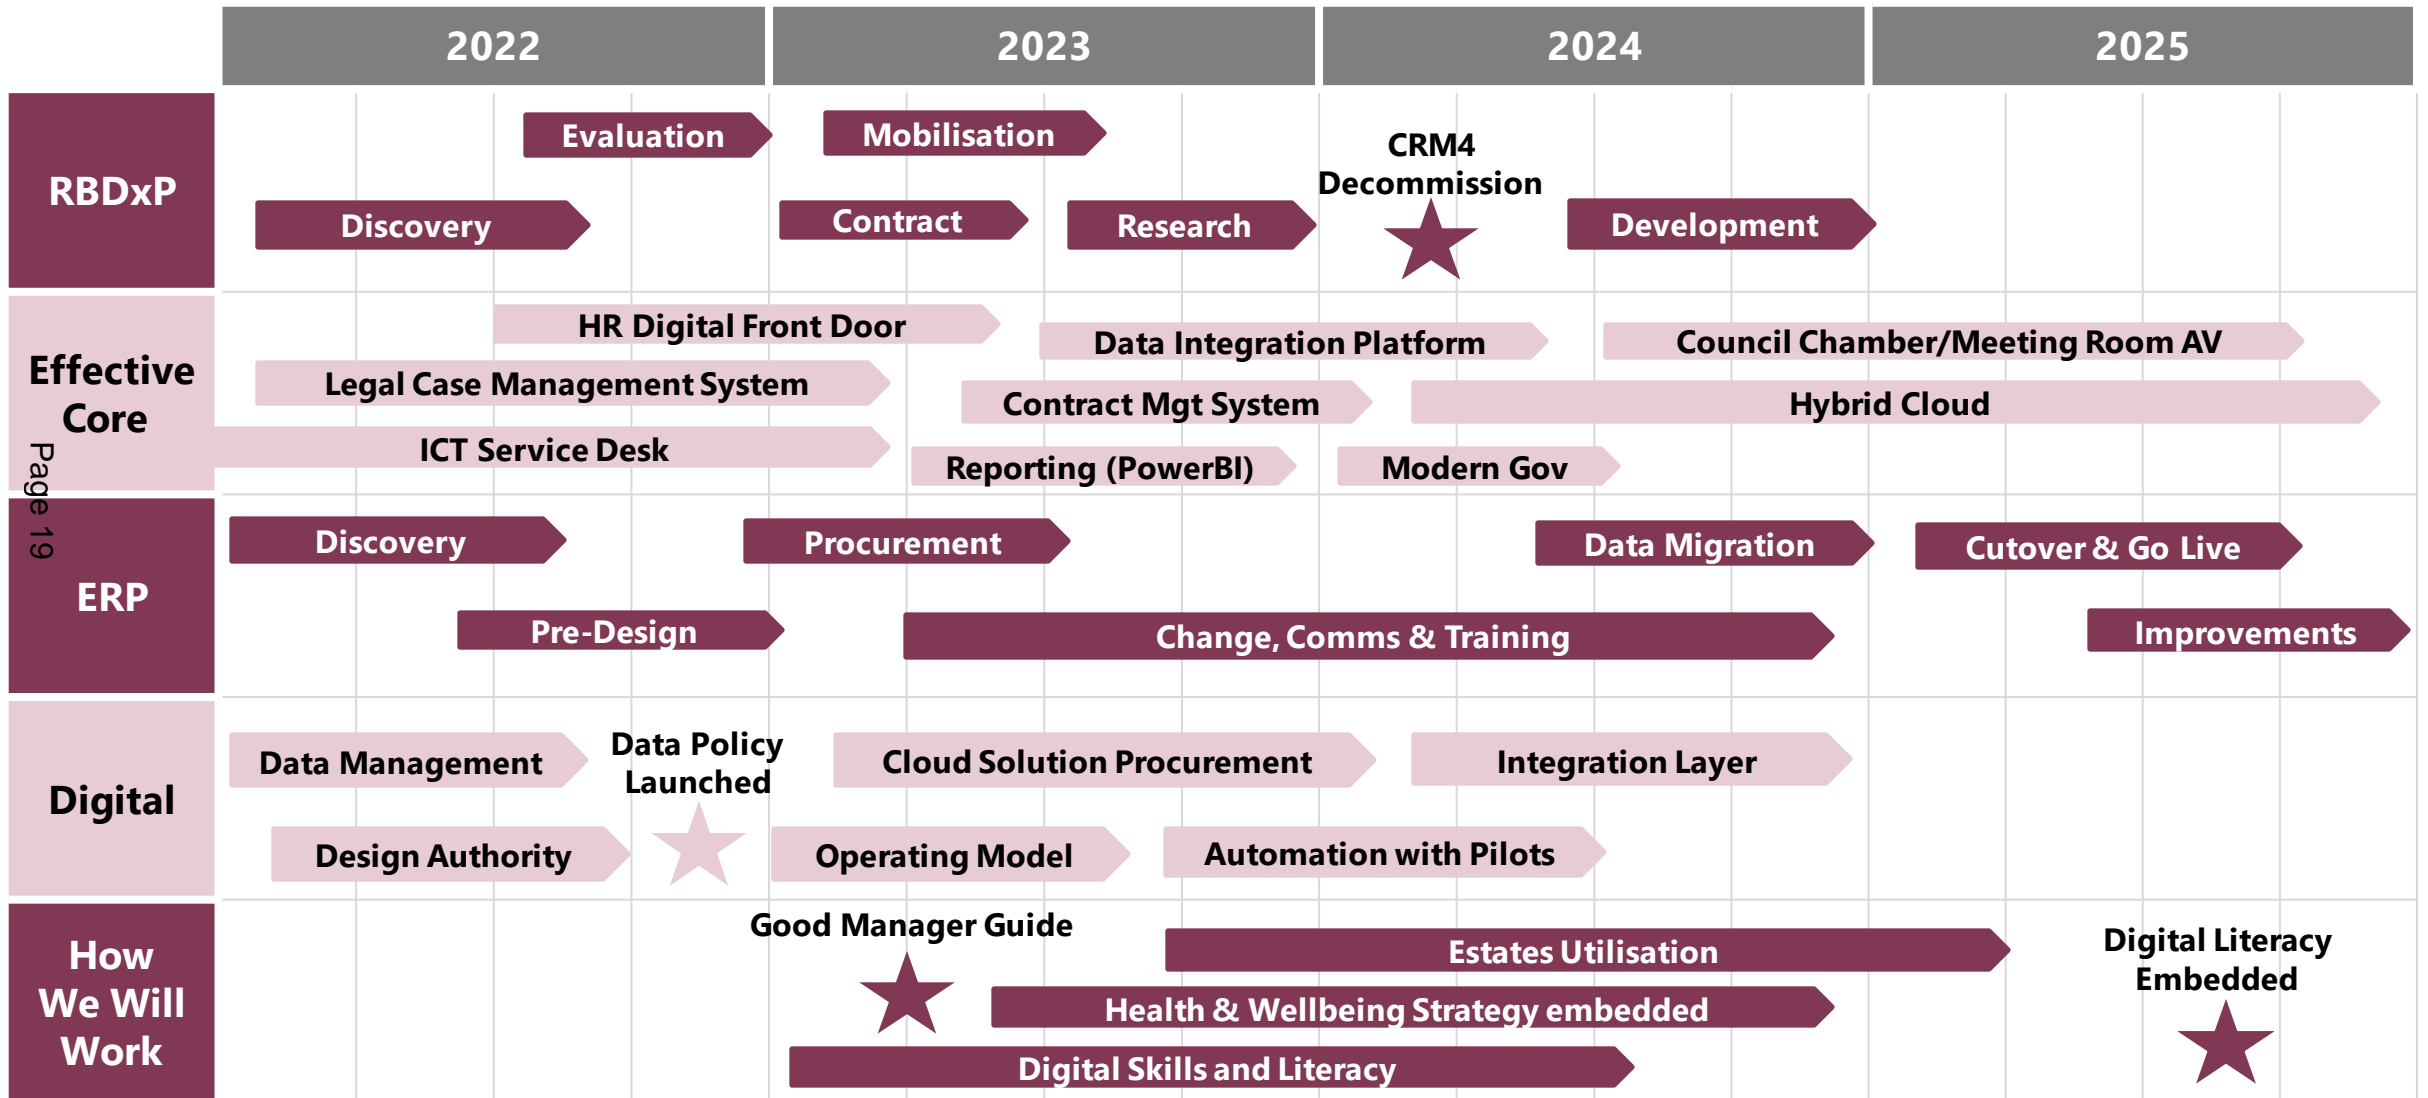 2022
2023
2024
2025
RBDxP
Evaluation
Mobilisation
CRM4
Decommission
Discovery
Contract
Research
Development
Effective
Core
HR Digital Front Door
Data Integration Platform
Council Chamber/Meeting Room AV
Legal Case Management System
Contract Mgt System
Hybrid Cloud
ICT Service Desk
Reporting (PowerBI)
Modern Gov
Page 19
ERP
Discovery
Procurement
Data Migration
Cutover & Go Live
Pre-Design
Change, Comms & Training
Improvements
Digital
Data Management
Data Policy
Launched
Cloud Solution Procurement
Integration Layer
Design Authority
Operating Model
Automation with Pilots
How
We Will
Work
Good Manager Guide
Estates Utilisation
Digital Literacy
Embedded
Health & Wellbeing Strategy embedded
Digital Skills and Literacy